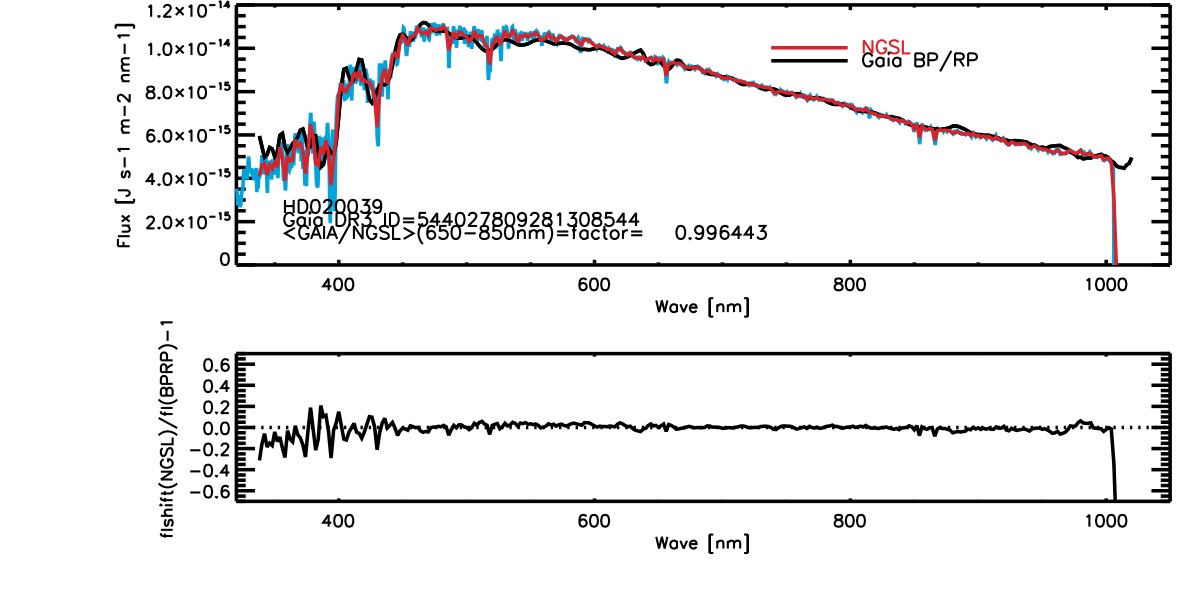 1.2×10−14
1.0×10−14
8.0×10−15
6.0×10−15
4.0×10−15
2.0×10−15
0
Flux [J s−1 m−2 nm−1]
NGSL
Gaia BP/RP
HD020039
Gaia DR3 ID=544027809281308544
<GAIA/NGSL>(650−850nm)=factor= 0.996443
400 600 800 1000
Wave [nm]
0.6
0.4
0.2
0.0
−0.2
−0.4
−0.6
flshift(NGSL)/fl(BPRP)−1
400 600 800 1000
Wave [nm]